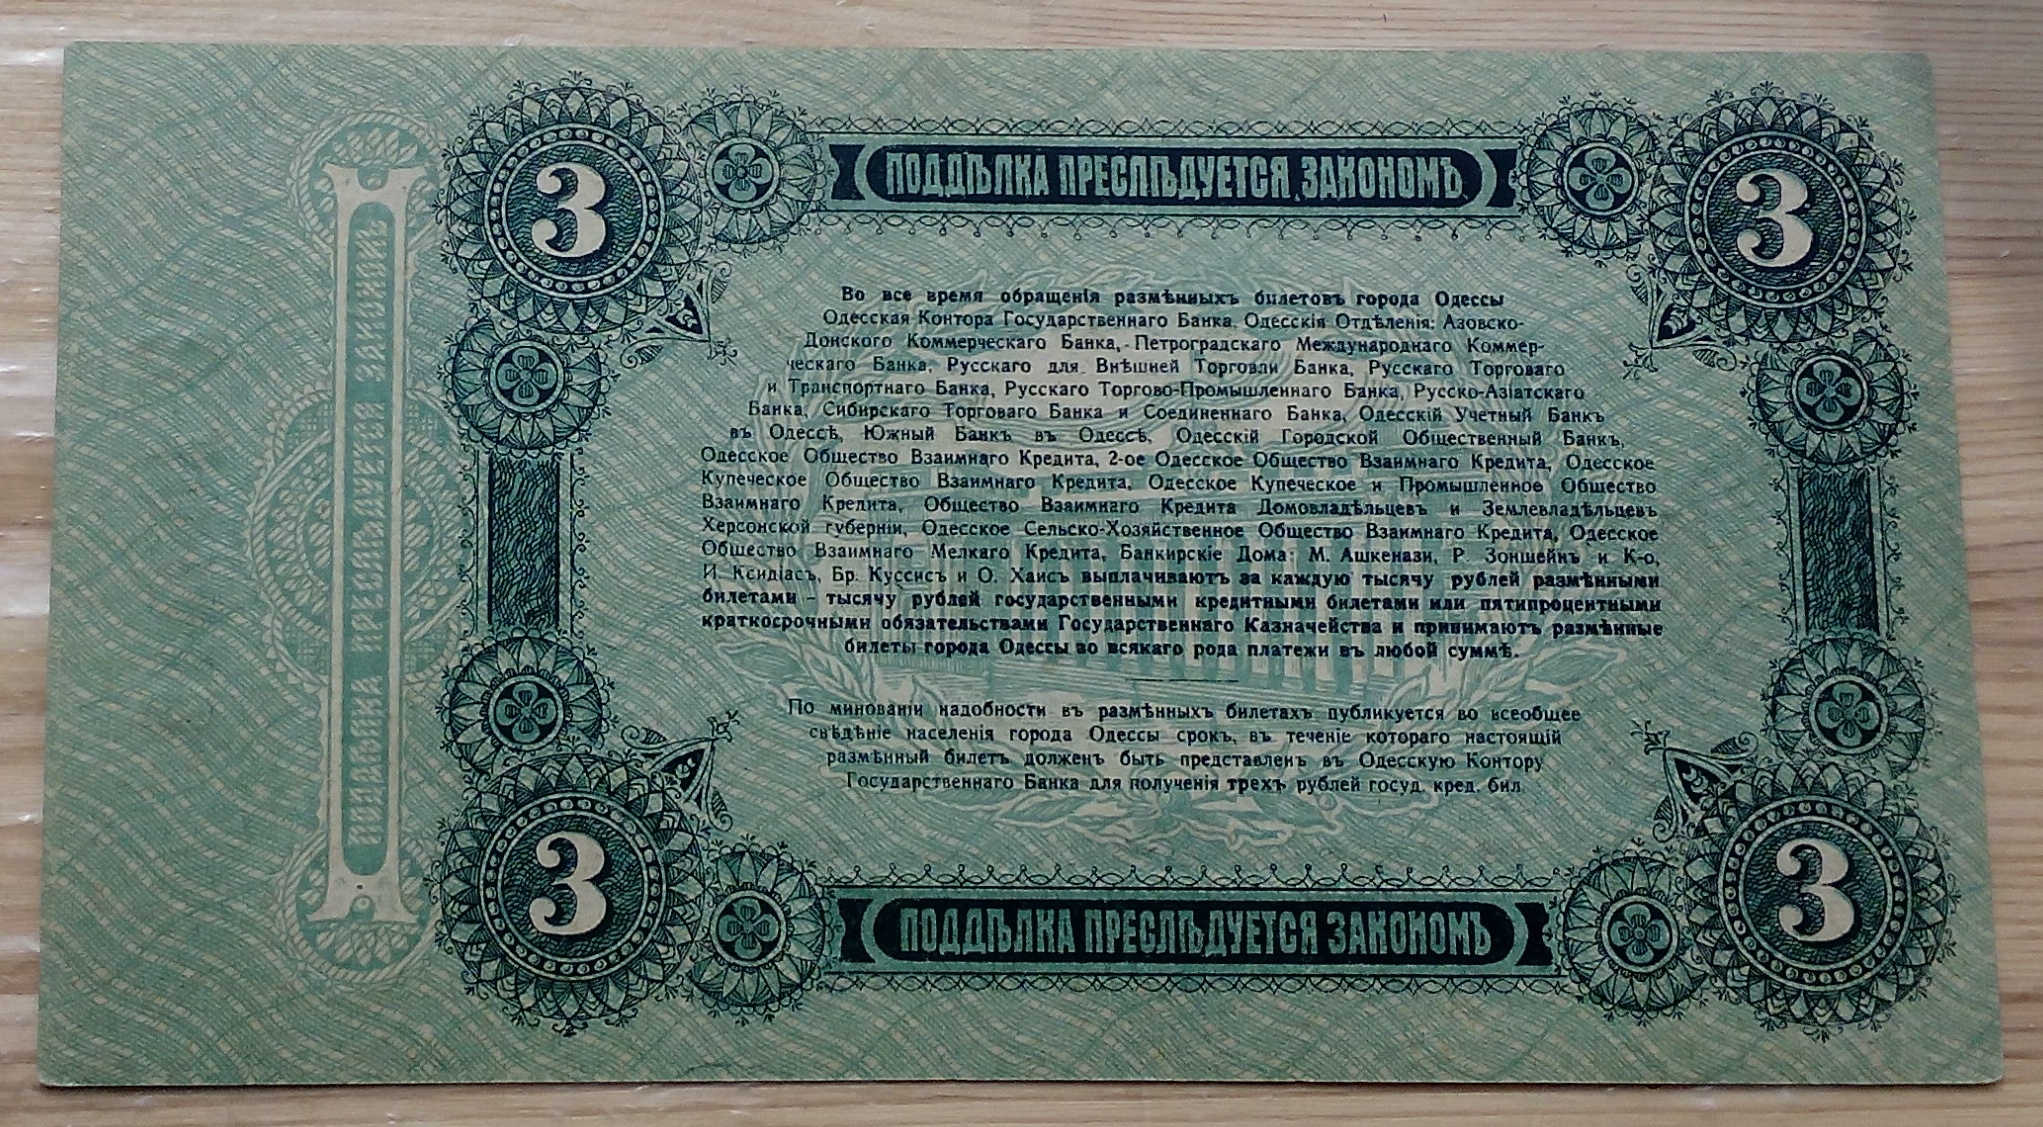 3
3
ПОДДѢЛКА ПРЕСЛѢДУЕТСЯ ЗАКОНОМЪ
ПОДДѢЛКА ПРЕСЛѢДУЕТСЯ ЗАКОНОМЪ
Во все время обращенія размѣнныхъ билетовъ города Одессы
Одесская Контора Государственнаго Банка, Одесскія Отдѣленія: Азовско-
Донского Коммерческаго Банка, Петроградскаго Международнаго Коммер-
ческаго Банка, Русскаго для Внѣшней Торговли Банка, Русскаго Торговаго
и Транспортнаго Банка, Русскаго Торгово-Промышленнаго Банка, Русско-Азіатскаго
Банка, Сибирскаго Торговаго Банка и Соединеннаго Банка, Одесскій Учетный Банкъ
въ Одессѣ, Южный Банкъ въ Одессѣ, Одесскій Городской Общественный Банкъ,
Одесское Общество Взаимнаго Кредита, 2-ое Одесское Общество Взаимнаго Кредита, Одесское
Купеческое Общество Взаимнаго Кредита, Одесское Купеческое и Промышленное Общество
Взаимнаго Кредита, Общество Взаимнаго Кредита Домовладѣльцевъ и Землевладѣльцевъ
Херсонской губерніи, Одесское Сельско-Хозяйственное Общество Взаимнаго Кредита, Одесское
Общество Взаимнаго Мелкаго Кредита, Банкирскіе Дома: М. Ашкенази, Р. Зонштейнъ и К-о,
И. Ксидіасъ, Бр. Куссисъ и О. Хаисъ выплачиваютъ за каждую тысячу рублей размѣнными
билетами - тысячу рублей государственными кредитными билетами или пятипроцентными
краткосрочными обязательствами Государственнаго Казначейства и принимаютъ размѣнные
билеты города Одессы во всякаго рода платежи въ любой суммѣ.
По минованіи надобности въ размѣнныхъ билетахъ публикуется во всеобщее
свѣдѣніе населенія города Одессы срокъ, въ теченіе котораго настоящій
размѣнный билетъ долженъ быть представленъ въ Одесскую Контору
Государственнаго Банка для полученія трехъ рублей госуд. кред. бил.
3
3
ПОДДѢЛКА ПРЕСЛѢДУЕТСЯ ЗАКОНОМЪ